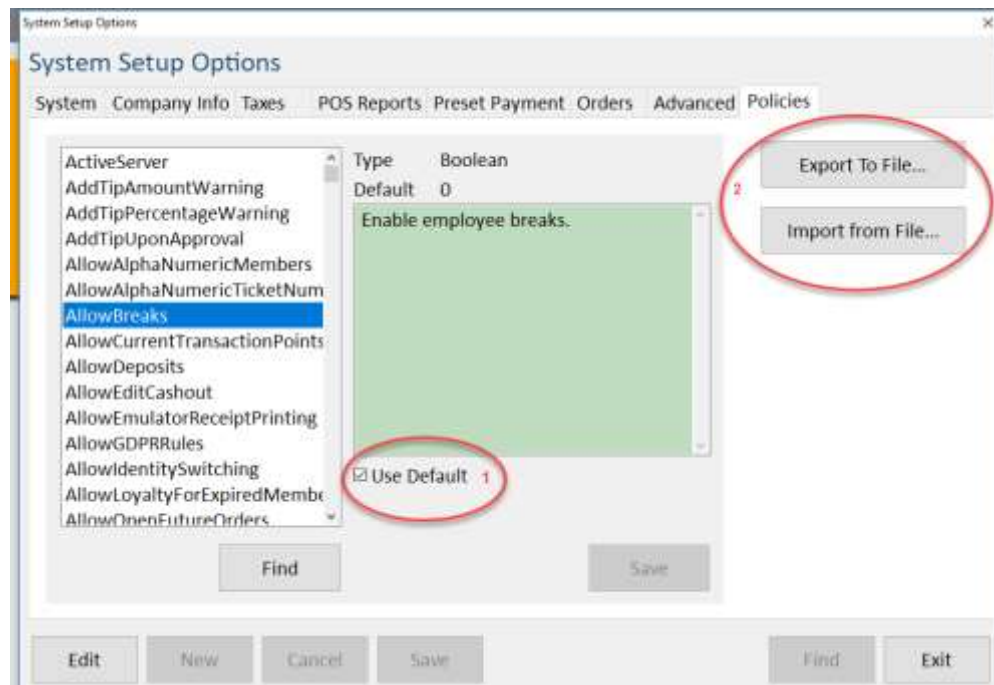 System Setup Options
System Setup Options
System Company Info Taxes POS Reports Preset Payment Orders Advanced Policies
ActiveServer
AddTipAmountWarning
AddTipPercentageWarning
AddTipUponApproval
AllowAlphaNumericMembers
AllowAlphaNumericTicketNum
AllowBreaks
AllowCurrentTransactionPoints
AllowDeposits
AllowEditCashout
AllowEmulatorReceiptPrinting
AllowGDPRRules
AllowIdentitySwitching
AllowLoyaltyForExpiredMembe
AllowOpenFutureOrders
Find
Type Boolean
Default 0
Enable employee breaks.
Use Default 1
Save
2
Export To File...
Import from File...
Edit New Cancel Save Find Exit